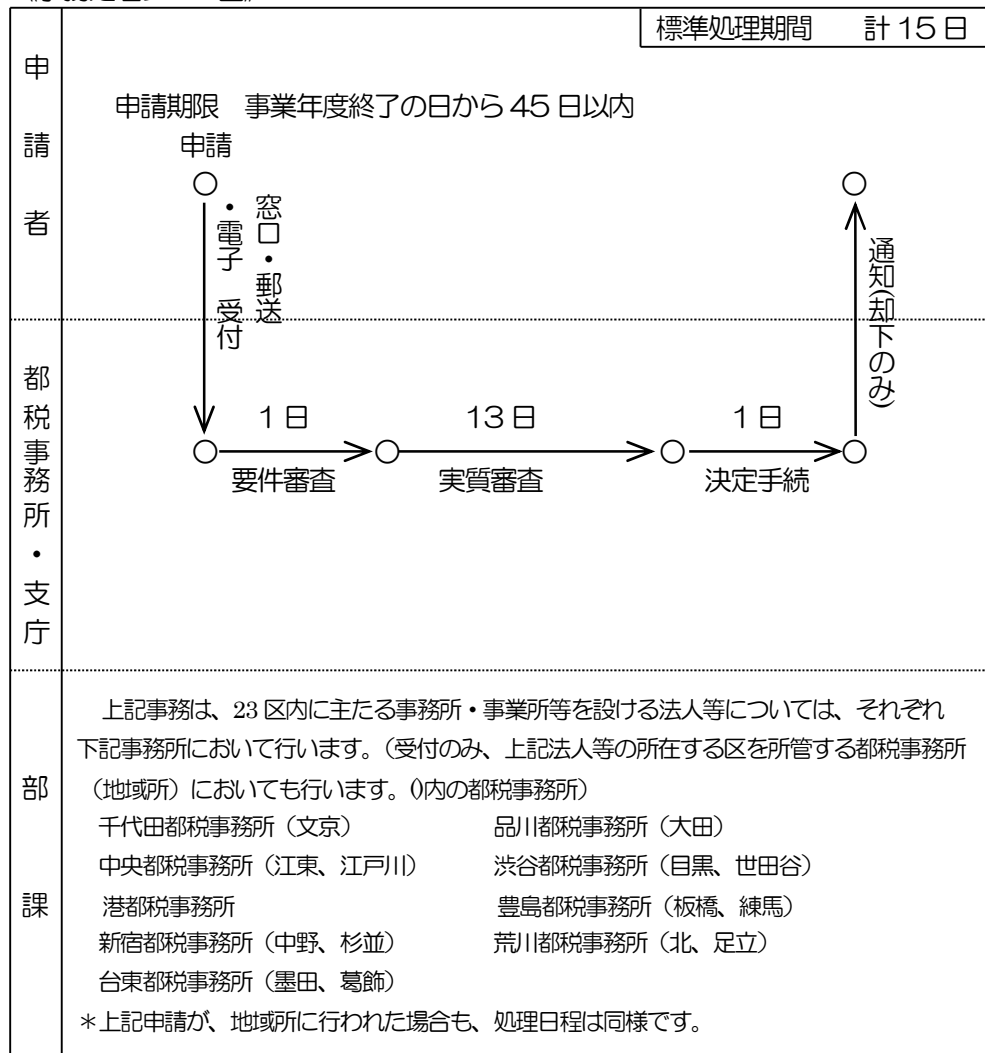 標準処理期間　計15日
申請者
申請期限　事業年度終了の日から45日以内
申請
窓口・郵送
・電子　受付
通知(却下のみ)
都税事務所・支庁
1日
13日
1日
要件審査
実質審査
決定手続
部課
上記事務は、23区内に主たる事務所・事業所等を設ける法人等については、それぞれ
下記事務所において行います。(受付のみ、上記法人等の所在する区を所管する都税事務所
（地域所）においても行います。()内の都税事務所）
千代田都税事務所（文京）　品川都税事務所（大田）
中央都税事務所（江東、江戸川）　渋谷都税事務所（目黒、世田谷）
港都税事務所　豊島都税事務所（板橋、練馬）
新宿都税事務所（中野、杉並）　荒川都税事務所（北、足立）
台東都税事務所（墨田、葛飾）
＊上記申請が、地域所に行われた場合も、処理日程は同様です。